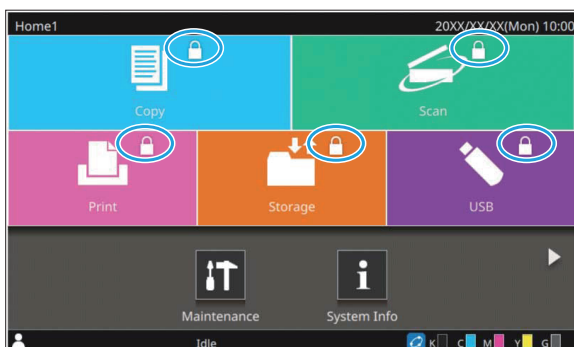 Home1 20XX/XX/XX(Mon) 10:00
Copy Scan
Print Storage USB
Maintenance System Info
Idle K C M Y G